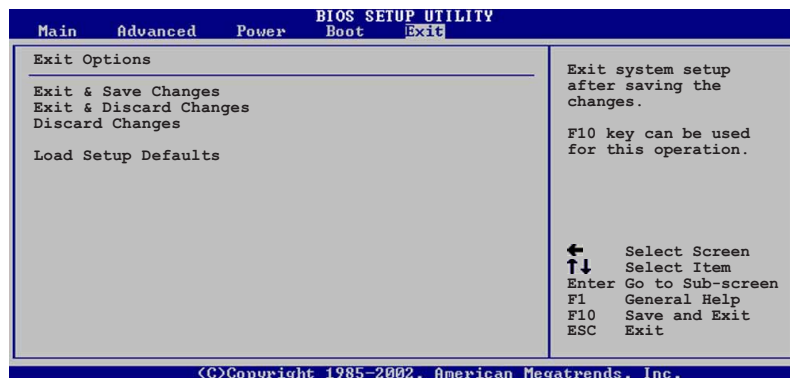 BIOS SETUP UTILITY
Main Advanced Power Boot Exit
Exit Options
Exit & Save Changes
Exit & Discard Changes
Discard Changes
Load Setup Defaults
Exit system setup
after saving the
changes.
F10 key can be used
for this operation.
← Select Screen
↑↓ Select Item
Enter Go to Sub-screen
F1 General Help
F10 Save and Exit
ESC Exit
(C)Copyright 1985-2002, American Megatrends, Inc.